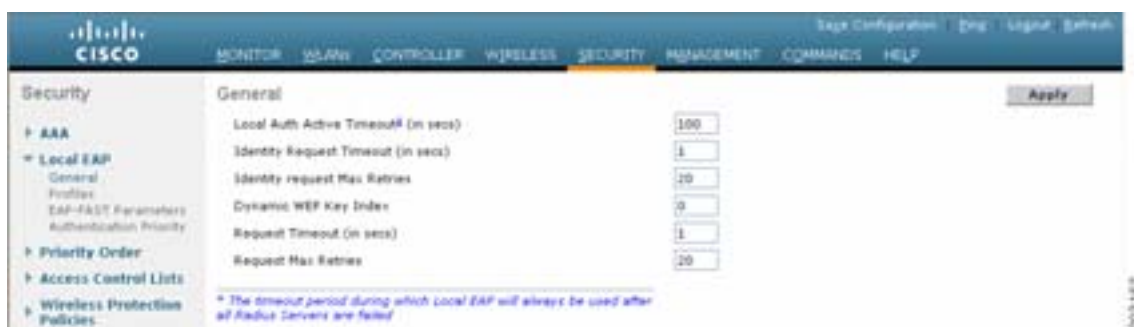 Save Configuration Ping Logout Refresh
CISCO
MONITOR WLANs CONTROLLER WIRELESS SECURITY MANAGEMENT COMMANDS HELP
Security
AAA
Local EAP
General
Profiles
EAP-FAST Parameters
Authentication Priority
Priority Order
Access Control Lists
Wireless Protection Policies
General
Apply
Local Auth Active Timeout (in secs) 100
Identity Request Timeout (in secs) 1
Identity request Max Retries 20
Dynamic WEP Key Index 0
Request Timeout (in secs) 1
Request Max Retries 20
* The timeout period during which Local EAP will always be used after
all Radius Servers are failed